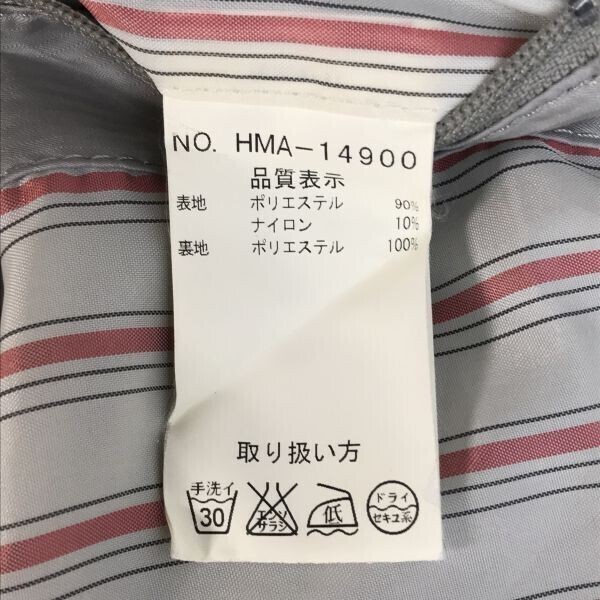 NO. HMA-14900
品質表示
表地 ポリエステル 90%
ナイロン 10%
裏地 ポリエステル 100%
取り扱い方
手洗イ 30
エンソ サラシ
低
ドライ セキユ系